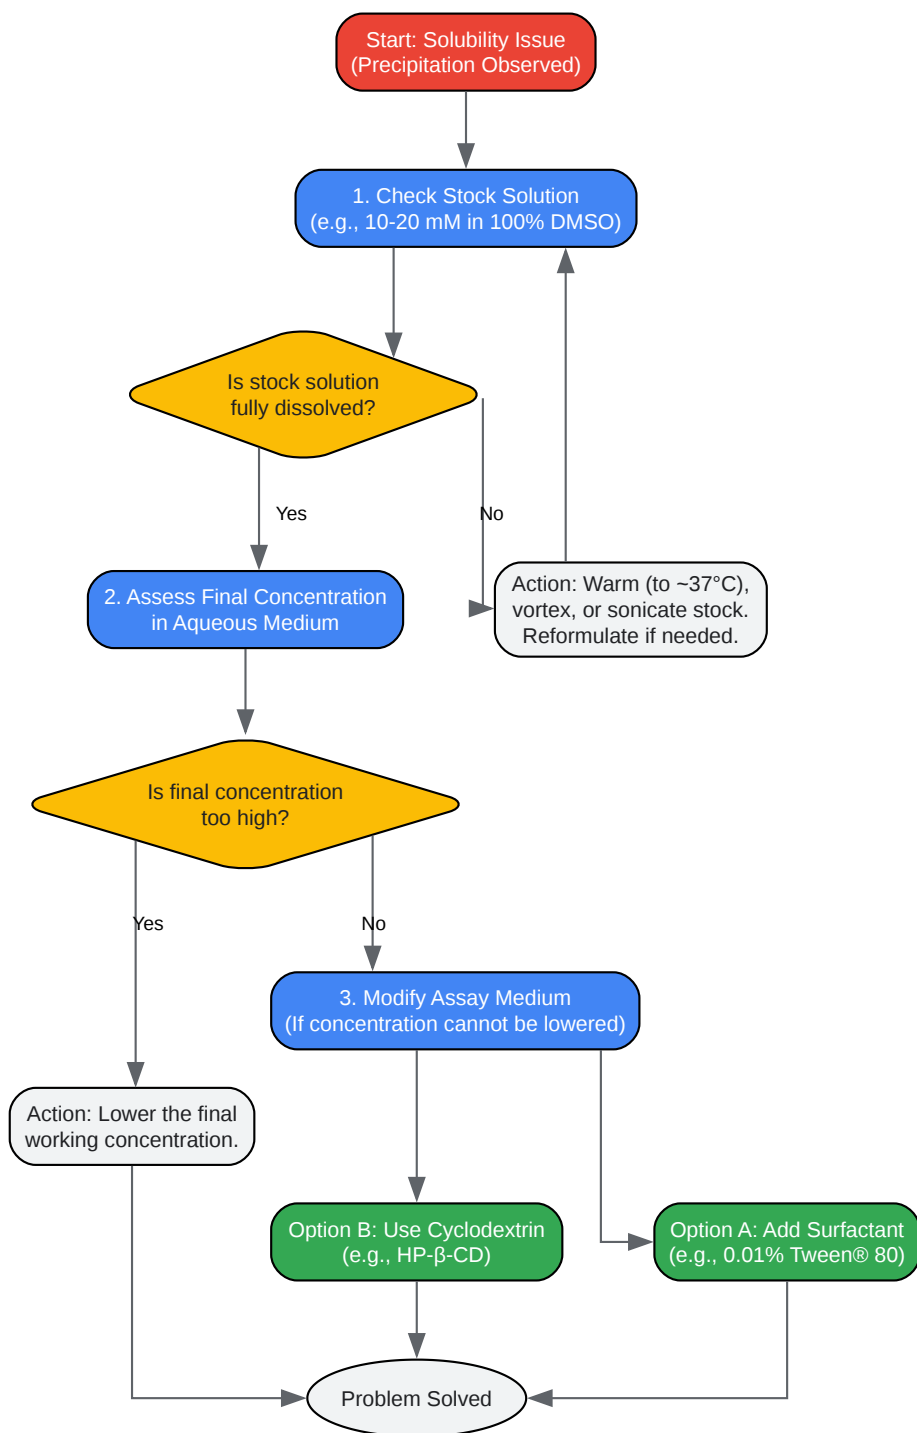 Start: Solubility Issue
(Precipitation Observed)
1. Check Stock Solution
(e.g., 10-20 mM in 100% DMSO)
Is stock solution
fully dissolved?
Yes
No
2. Assess Final Concentration
in Aqueous Medium
Action: Warm (to ~37°C),
vortex, or sonicate stock.
Reformulate if needed.
Is final concentration
too high?
Yes
No
3. Modify Assay Medium
(If concentration cannot be lowered)
Action: Lower the final
working concentration.
Option B: Use Cyclodextrin
(e.g., HP-β-CD)
Option A: Add Surfactant
(e.g., 0.01% Tween® 80)
Problem Solved